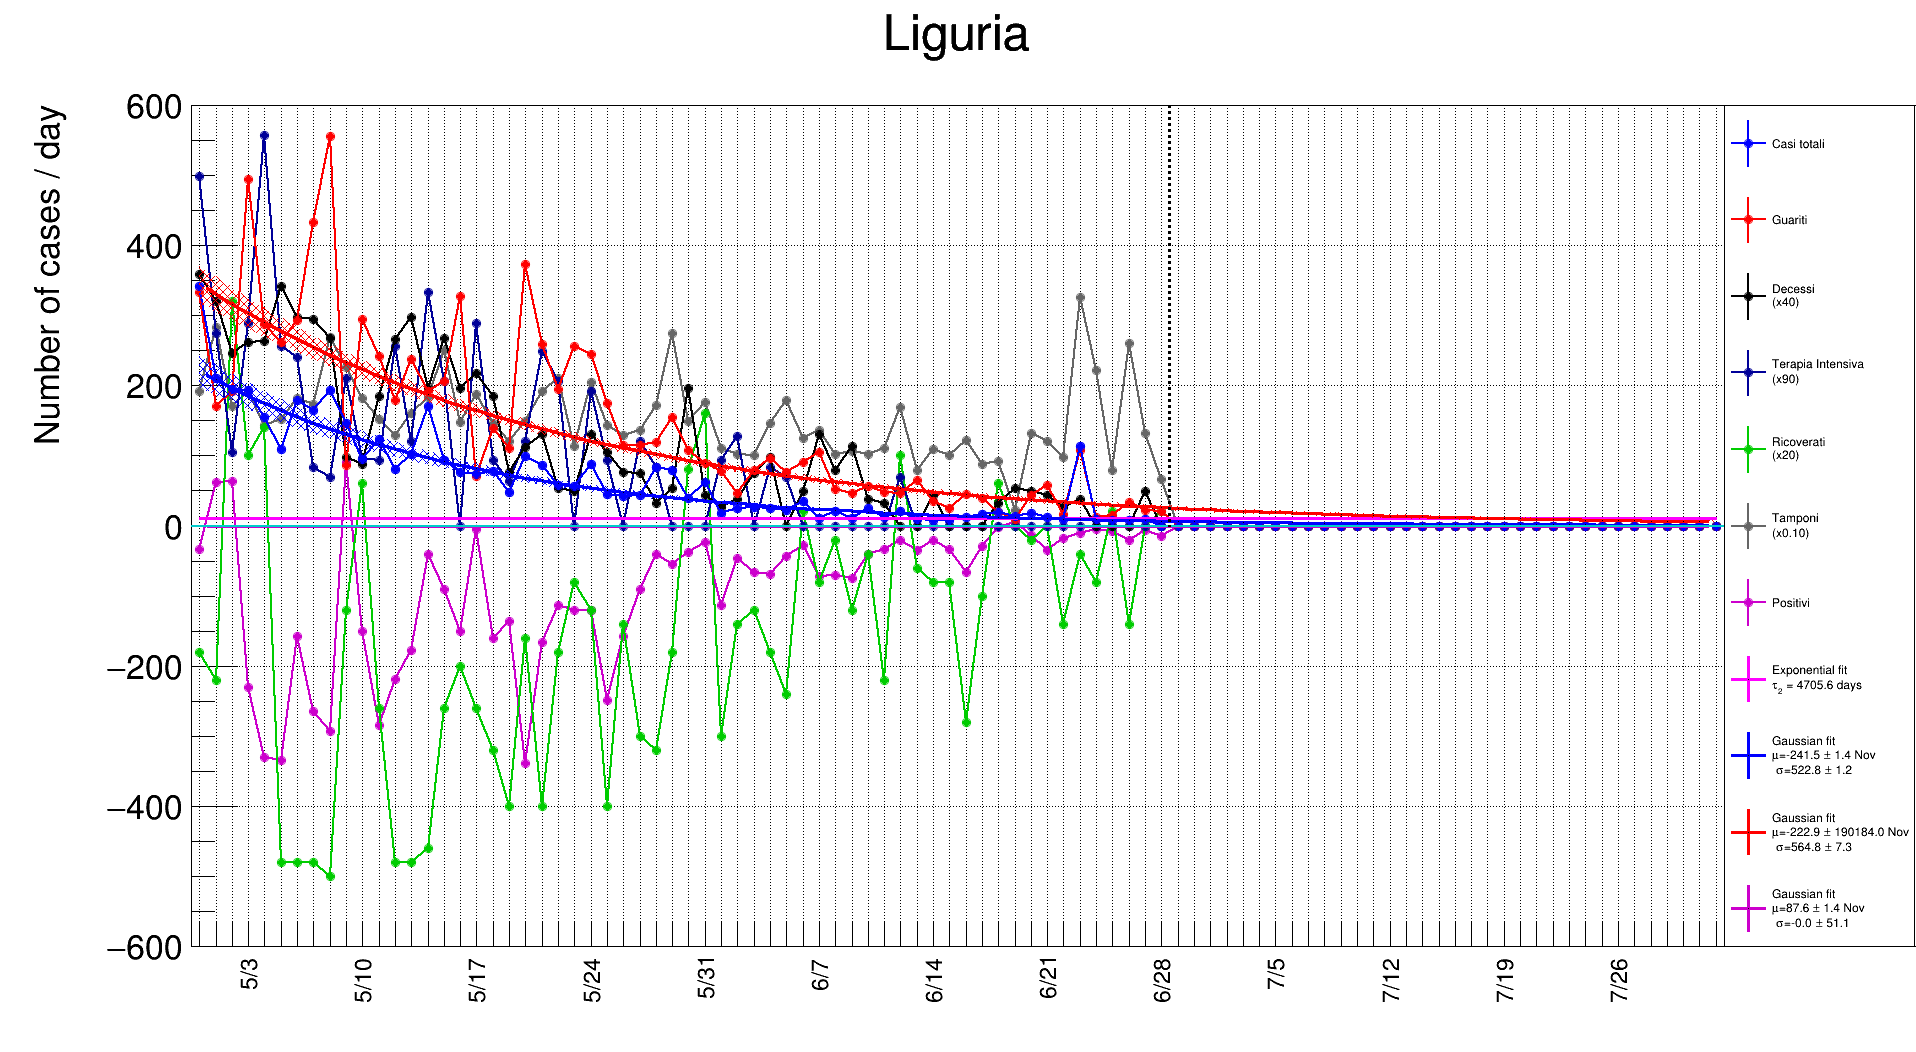 Liguria
Number of cases / day
600
400
200
0
−200
−400
−600
5/3
5/10
5/17
5/24
5/31
6/7
6/14
6/21
6/28
7/5
7/12
7/19
7/26
Casi totali
Guariti
Decessi
(x40)
Terapia Intensiva
(x90)
Ricoverati
(x20)
Tamponi
(x0.10)
Positivi
Exponential fit
τ2 = 4705.6 days
Gaussian fit
μ=-241.5 ± 1.4 Nov
σ=522.8 ± 1.2
Gaussian fit
μ=-222.9 ± 190184.0 Nov
σ=564.8 ± 7.3
Gaussian fit
μ=87.6 ± 1.4 Nov
σ=-0.0 ± 51.1